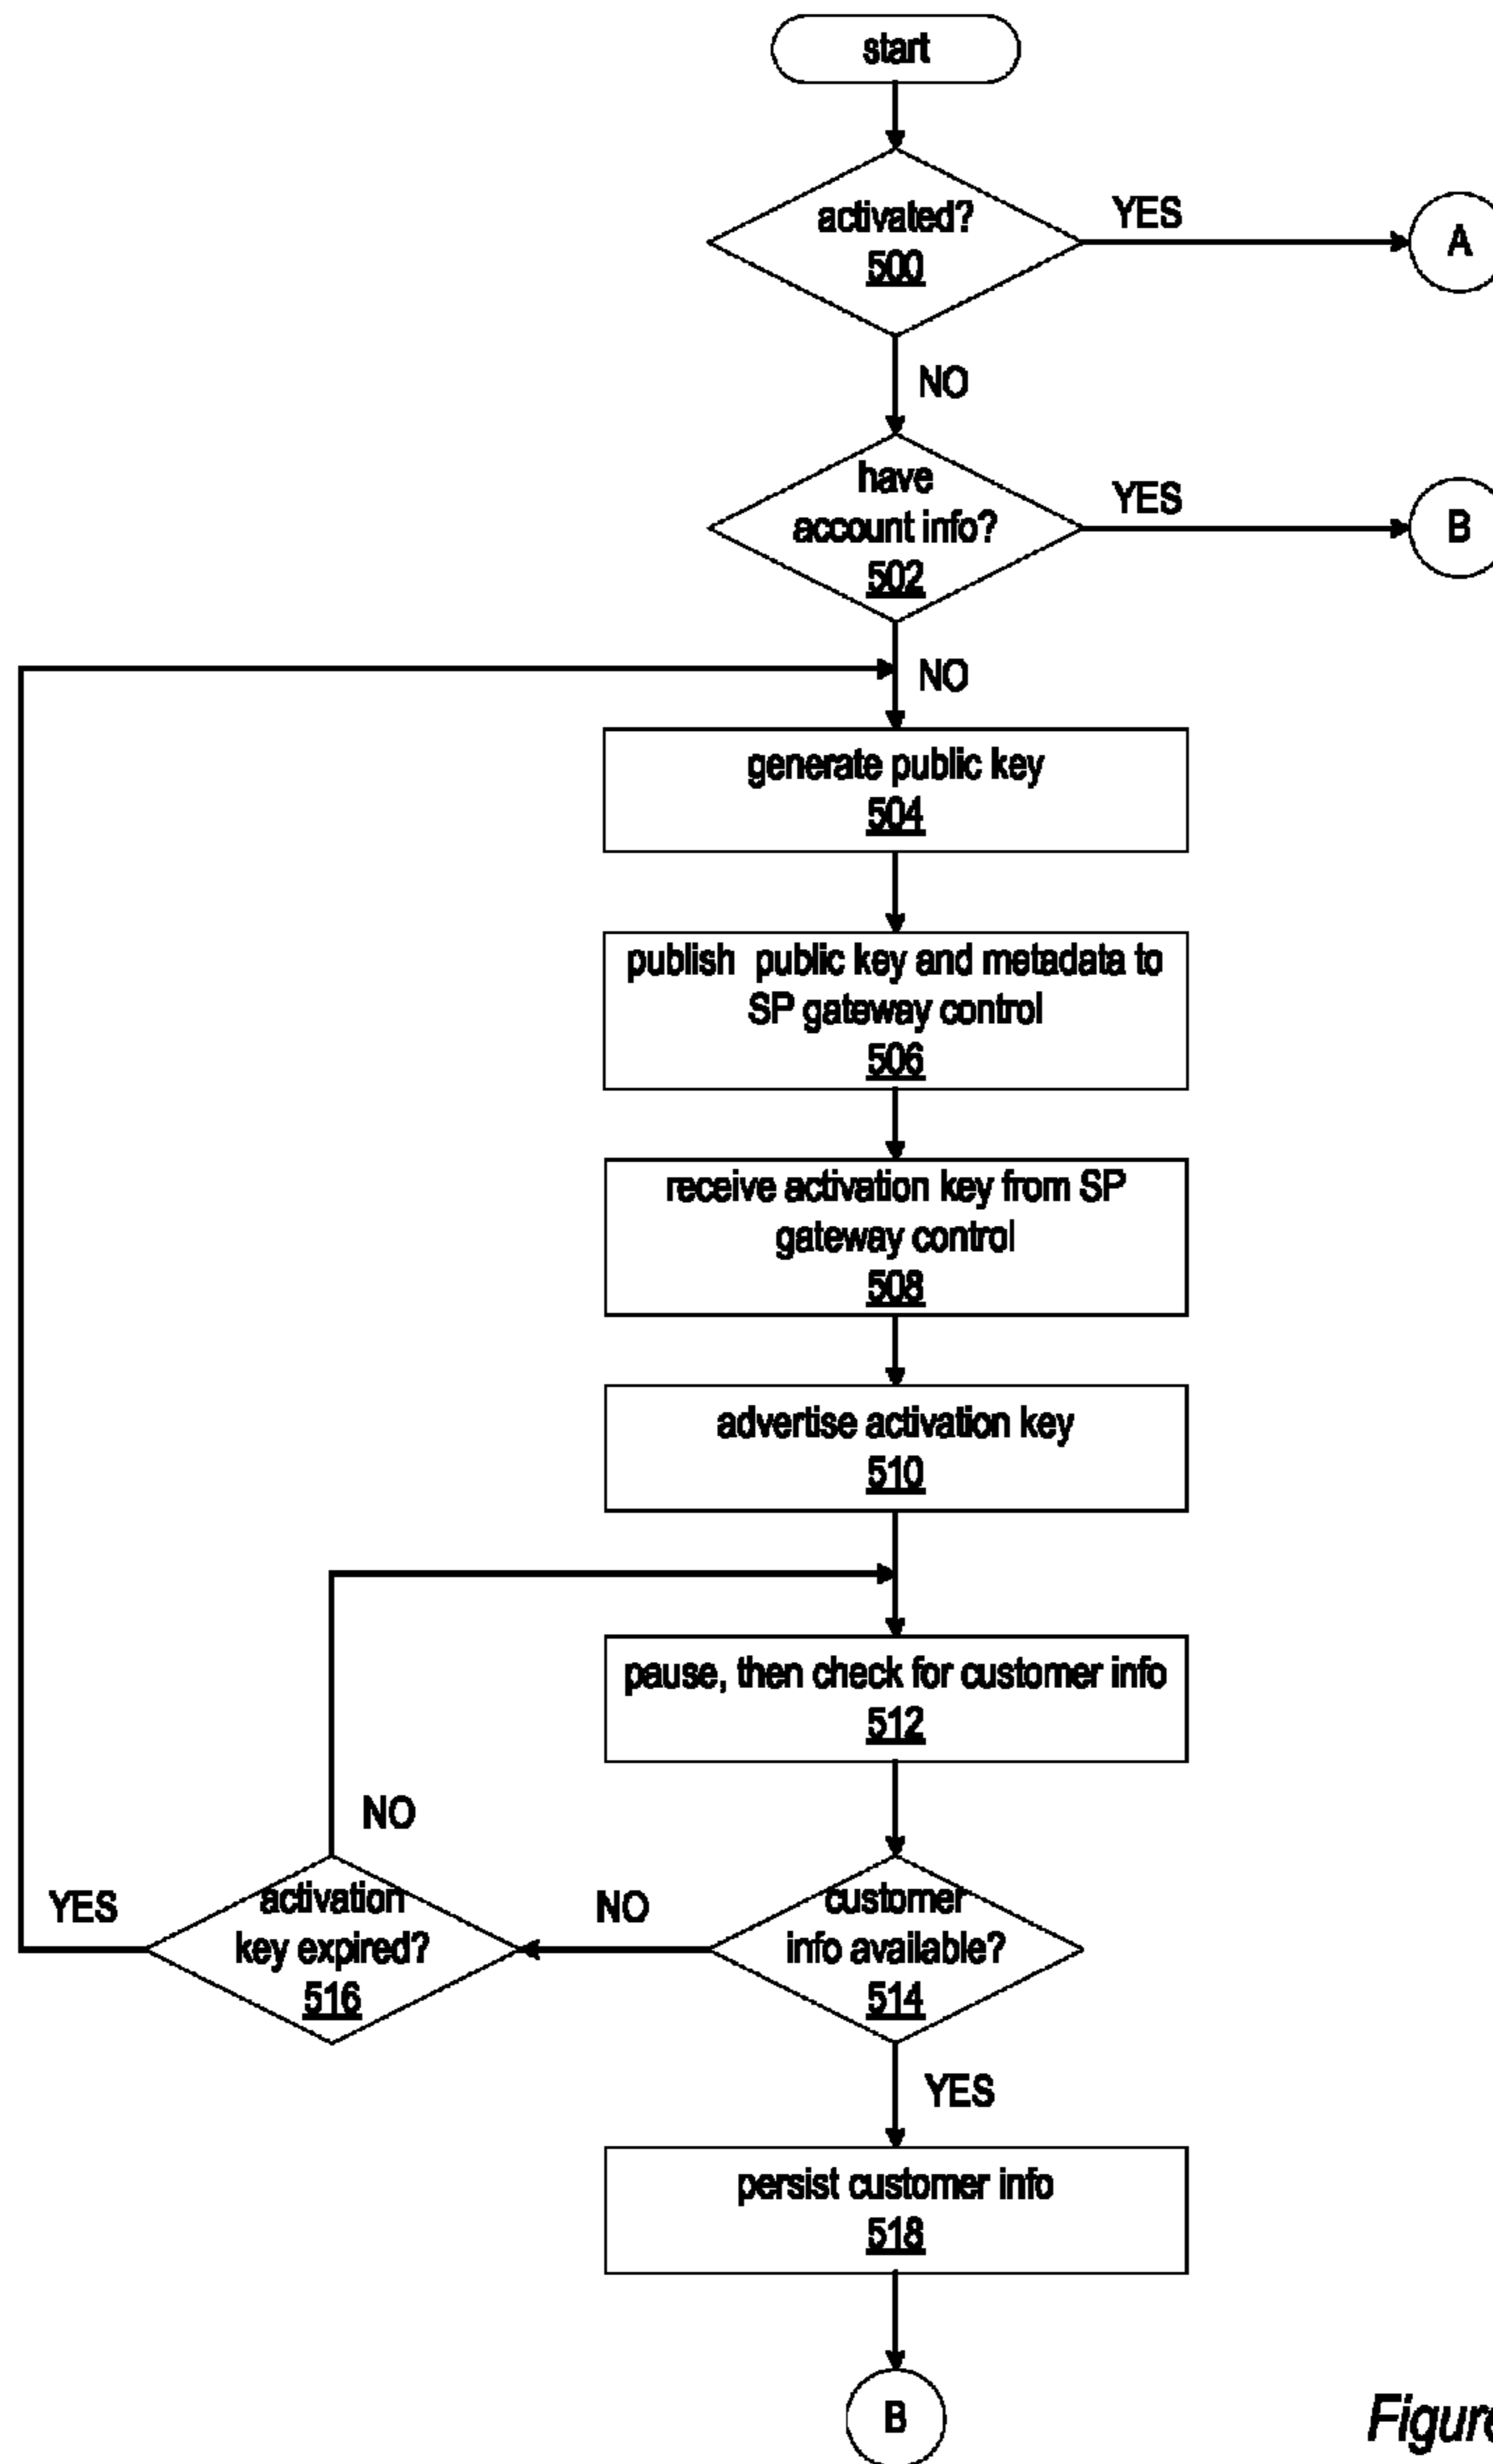 start
activated?
500
YES
A
NO
have
account info?
502
YES
B
NO
generate public key
504
publish public key and metadata to
SP gateway control
506
receive activation key from SP
gateway control
508
advertise activation key
510
pause, then check for customer info
512
NO
YES
activation
key expired?
516
NO
customer
info available?
514
YES
persist customer info
518
B
Figure